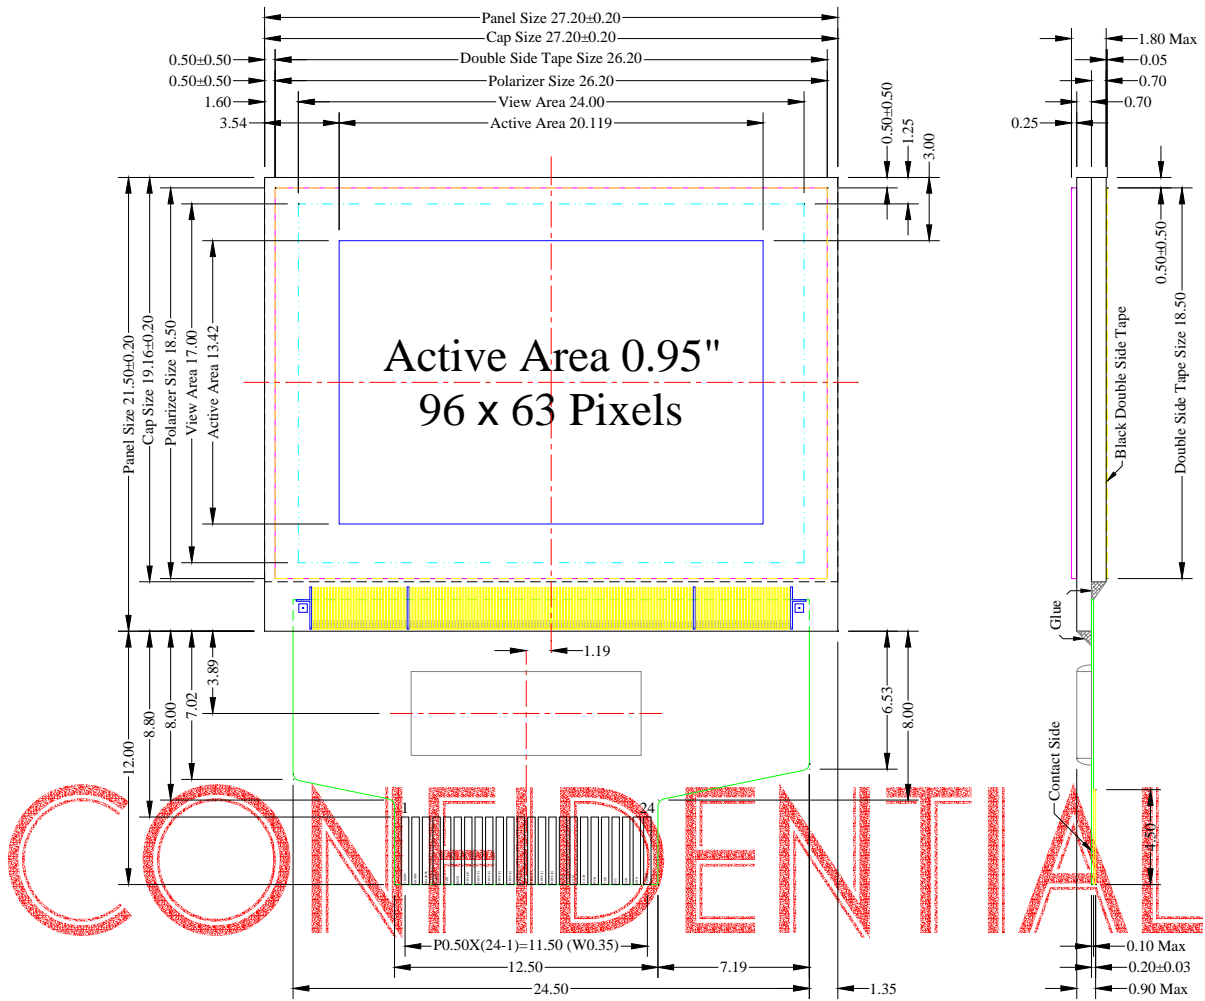 Panel Size 27.20±0.20
Cap Size 27.20±0.20
0.50±0.50
Double Side Tape Size 26.20
0.50±0.50
Polarizer Size 26.20
1.60
View Area 24.00
3.54
Active Area 20.119
0.50±0.50
1.25
3.00
1.80 Max
0.05
0.70
0.70
0.25
Panel Size 21.50±0.20
Cap Size 19.16±0.20
Polarizer Size 18.50
View Area 17.00
Active Area 13.42
Active Area 0.95"
96 x 63 Pixels
0.50±0.50
Double Side Tape Size 18.50
Black Double Side Tape
Glue
1.19
12.00
8.80
8.00
7.02
3.89
6.53
8.00
Contact Side
4.50
1
24
CONFIDENTIAL
P0.50X(24-1)=11.50 (W0.35)
12.50
7.19
24.50
1.35
0.10 Max
0.20±0.03
0.90 Max